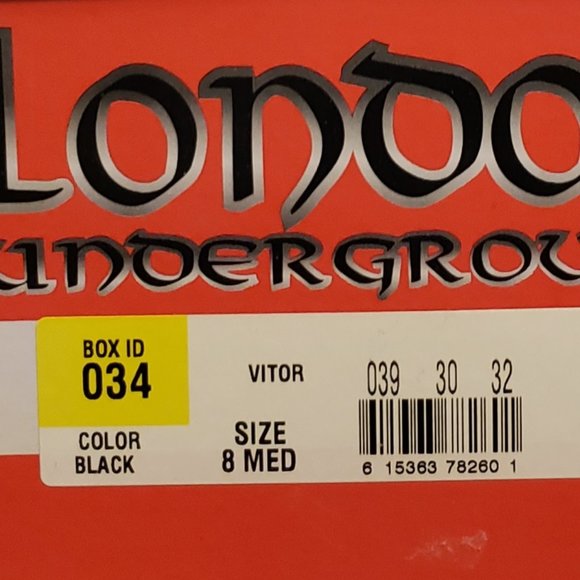 Londo
undergrou
BOX ID
034
COLOR
BLACK
VITOR
SIZE
8 MED
039 30 32
6 15363 78260 1